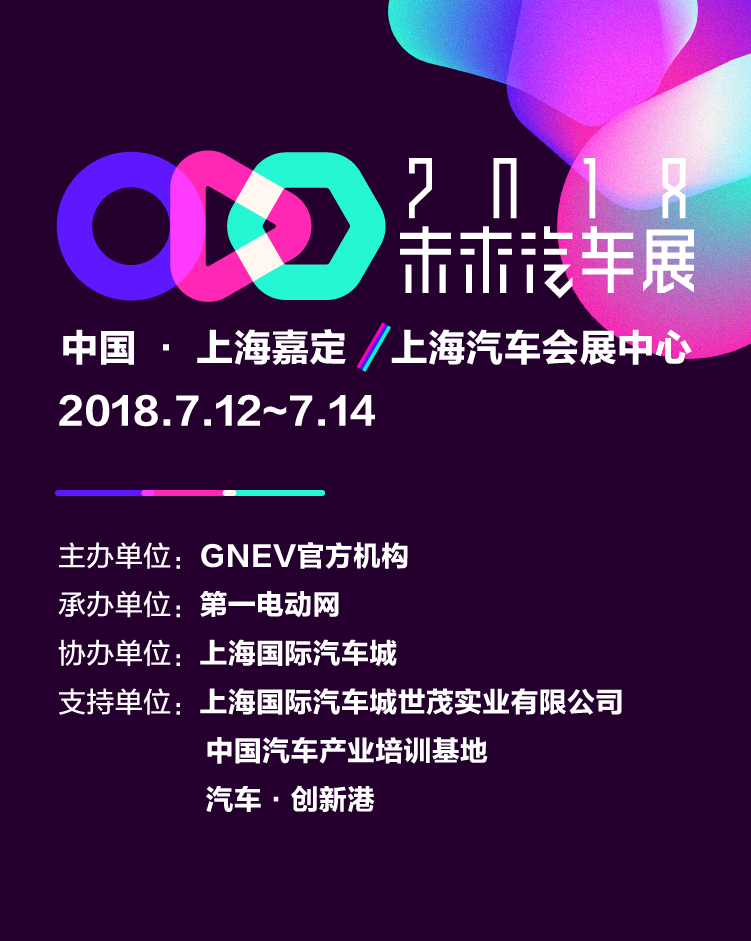 2018
未来汽车展
中国 · 上海嘉定 / 上海汽车会展中心
2018.7.12~7.14
主办单位：GNEV官方机构
承办单位：第一电动网
协办单位：上海国际汽车城
支持单位：上海国际汽车城世茂实业有限公司
中国汽车产业培训基地
汽车 · 创新港